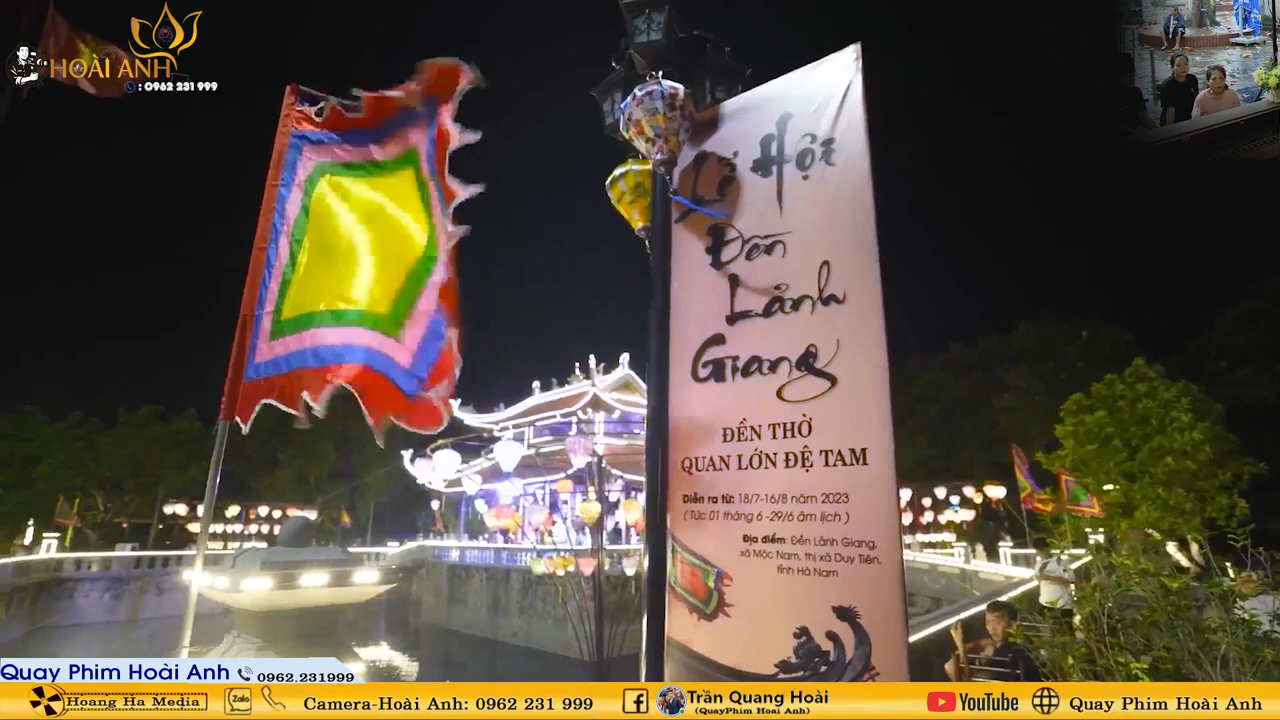 HOÀI ANH
: 0962 231 999
Lễ Hội
Đền
Lảnh
Giang
ĐỀN THỜ
QUAN LỚN ĐỆ TAM
Diễn ra từ: 18/7-16/8 năm 2023
( Tức 01 tháng 6 -29/6 âm lịch )
Địa điểm: Đền Lảnh Giang,
xã Mộc Nam, thị xã Duy Tiên,
tỉnh Hà Nam
Quay Phim Hoài Anh 0962.231999
Hoang Ha Media Zalo Camera-Hoài Anh: 0962 231 999 Trần Quang Hoài YouTube Quay Phim Hoài Anh
(QuayPhim Hoai Anh)